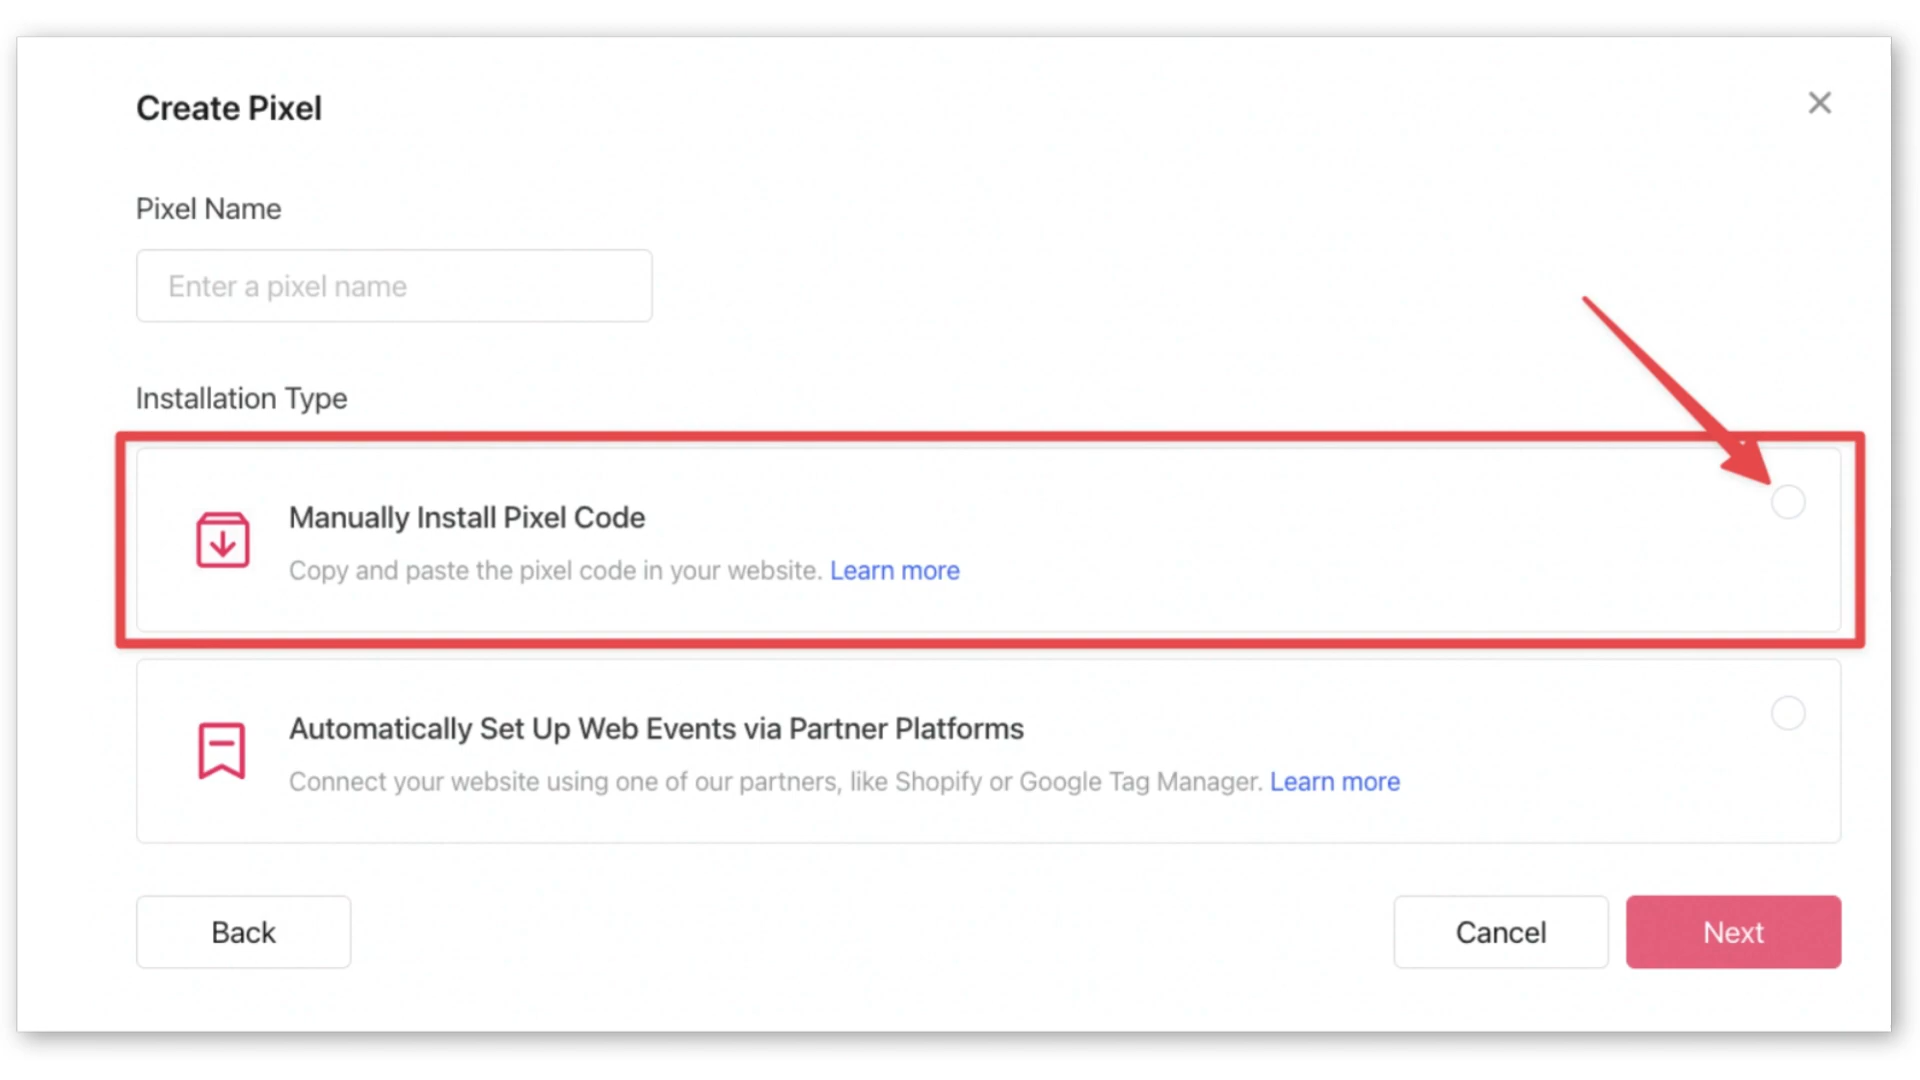 Create Pixel
Pixel Name
Enter a pixel name
Installation Type
Manually Install Pixel Code
Copy and paste the pixel code in your website. Learn more
Automatically Set Up Web Events via Partner Platforms
Connect your website using one of our partners, like Shopify or Google Tag Manager. Learn more
Back
Cancel
Next